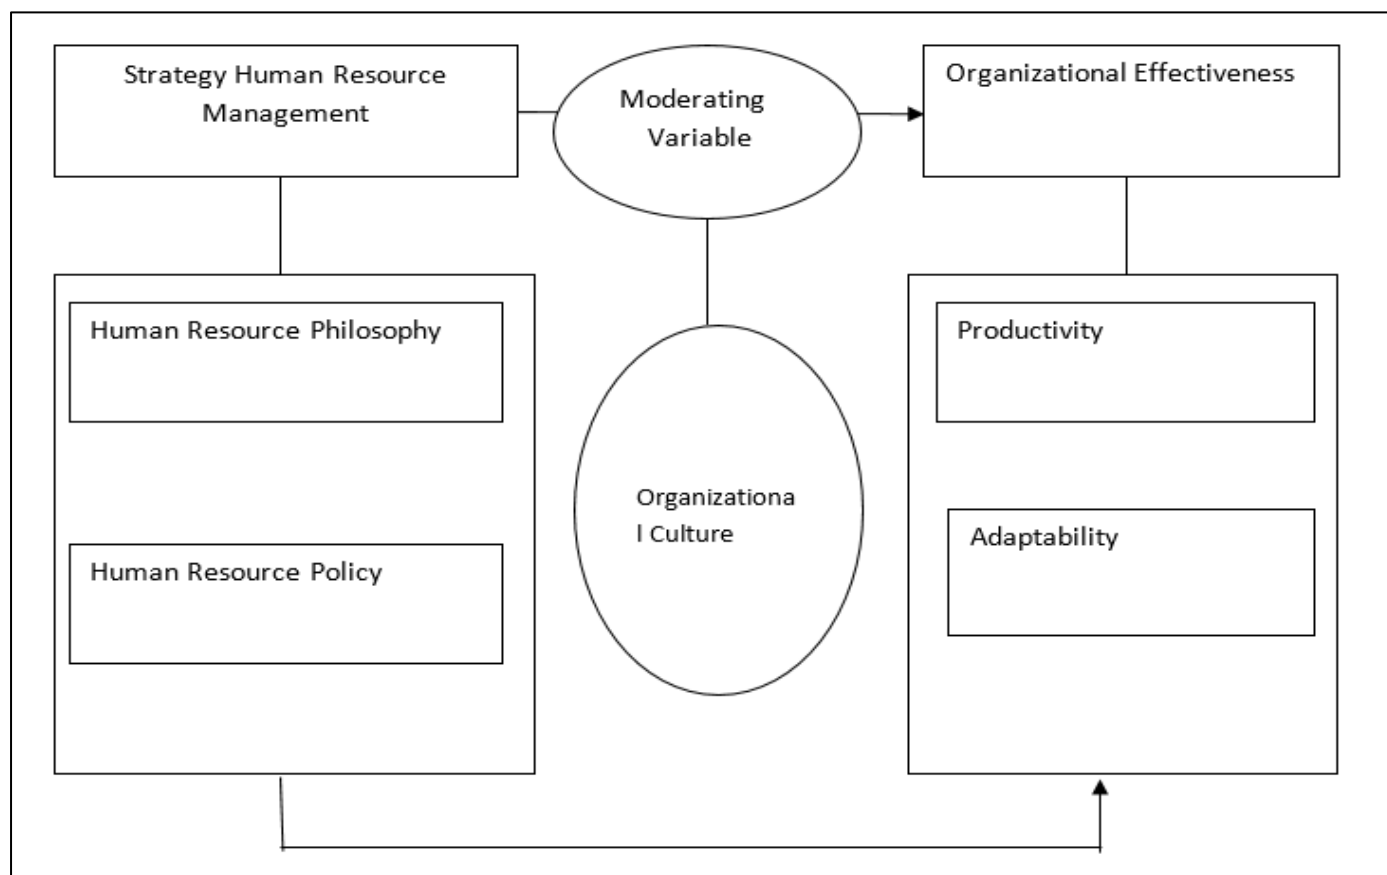 Strategy Human Resource
Management
Moderating
Variable
Organizational Effectiveness
Human Resource Philosophy
Human Resource Policy
Organizationa
l Culture
Productivity
Adaptability